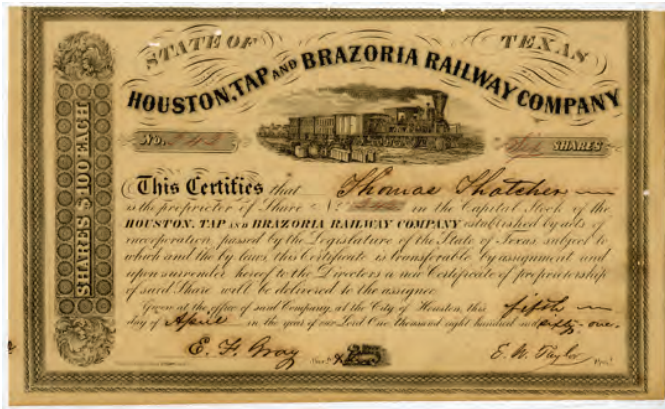 STATE OF TEXAS
HOUSTON, TAP AND BRAZORIA RAILWAY COMPANY
No. SHARES
SHARES $100 EACH
This Certifies that Thomas Thatcher
is the proprietor of Share No in the Capital Stock of the
HOUSTON, TAP AND BRAZORIA RAILWAY COMPANY established by acts of
incorporation, passed by the Legislature of the State of Texas subject to
which and the by laws, this Certificate is transferable by assignment and
upon surrender hereof to the Directors a new Certificate of proprietorship
of said Share will be delivered to the assignee.
Given at the office of said Company, at the City of Houston, this fifth
day of April in the year of our Lord One thousand eight hundred and sixty-one.
E. F. Gray E. W. Taylor Pres.